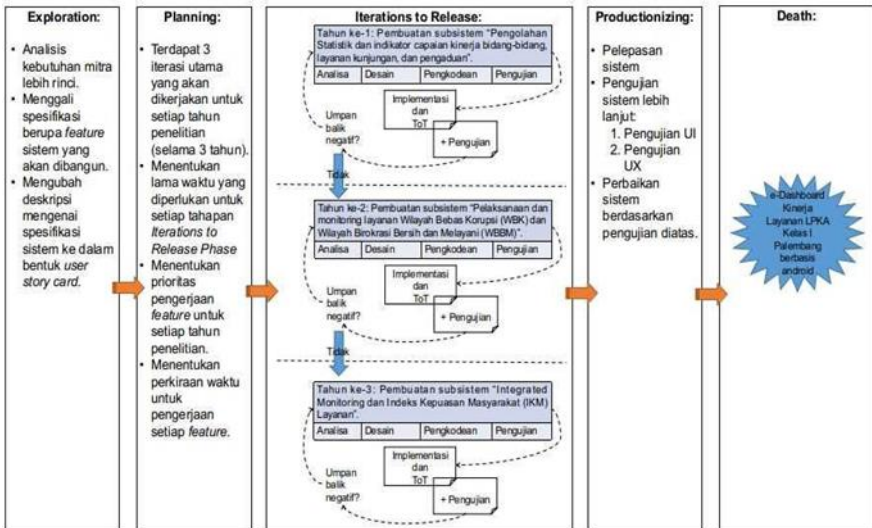 Exploration:
• Analisis
kebutuhan mitra
lebih rinci.
• Menggali
spesifikasi
berupa feature
sistem yang
akan dibangun.
• Mengubah
deskripsi
mengenai
spesifikasi
sistem ke dalam
bentuk user
story card.
Planning:
• Terdapat 3
iterasi utama
yang akan
dikerjakan untuk
setiap tahun
penelitian
(selama 3 tahun).
• Menentukan
lama waktu yang
diperlukan untuk
setiap tahapan
Iterations to
Release Phase
• Menentukan
prioritas
pengerjaan
feature untuk
setiap tahun
penelitian.
• Menentukan
perkiraan waktu
untuk
pengerjaan
setiap feature.
Iterations to Release:
Tahun ke-1: Pembuatan subsistem "Pengolahan
Statistik dan indikator capaian kinerja bidang-bidang,
layanan kunjungan, dan pengaduan".
Analisa Desain Pengkodean Pengujian
Implementasi
dan
ToT
+ Pengujian
Umpan
balik
negatif?
Tidak
Tahun ke-2: Pembuatan subsistem "Pelaksanaan dan
monitoring layanan Wilayah Bebas Korupsi (WBK) dan
Wilayah Birokrasi Bersih dan Melayani (WBBM)".
Analisa Desain Pengkodean Pengujian
Implementasi
dan
ToT
+ Pengujian
Umpan
balik
negatif?
Tidak
Tahun ke-3: Pembuatan subsistem "Integrated
Monitoring dan Indeks Kepuasan Masyarakat (IKM)
Layanan".
Analisa Desain Pengkodean Pengujian
Implementasi
dan
ToT
+ Pengujian
Umpan
balik
negatif?
Productionizing:
• Pelepasan
sistem
• Pengujian
sistem lebih
lanjut:
1. Pengujian UI
2. Pengujian
UX
• Perbaikan
sistem
berdasarkan
pengujian diatas.
Death:
e-Dashboard
Kinerja
Layanan LPKA
Kelas I
Palembang
berbasis
android